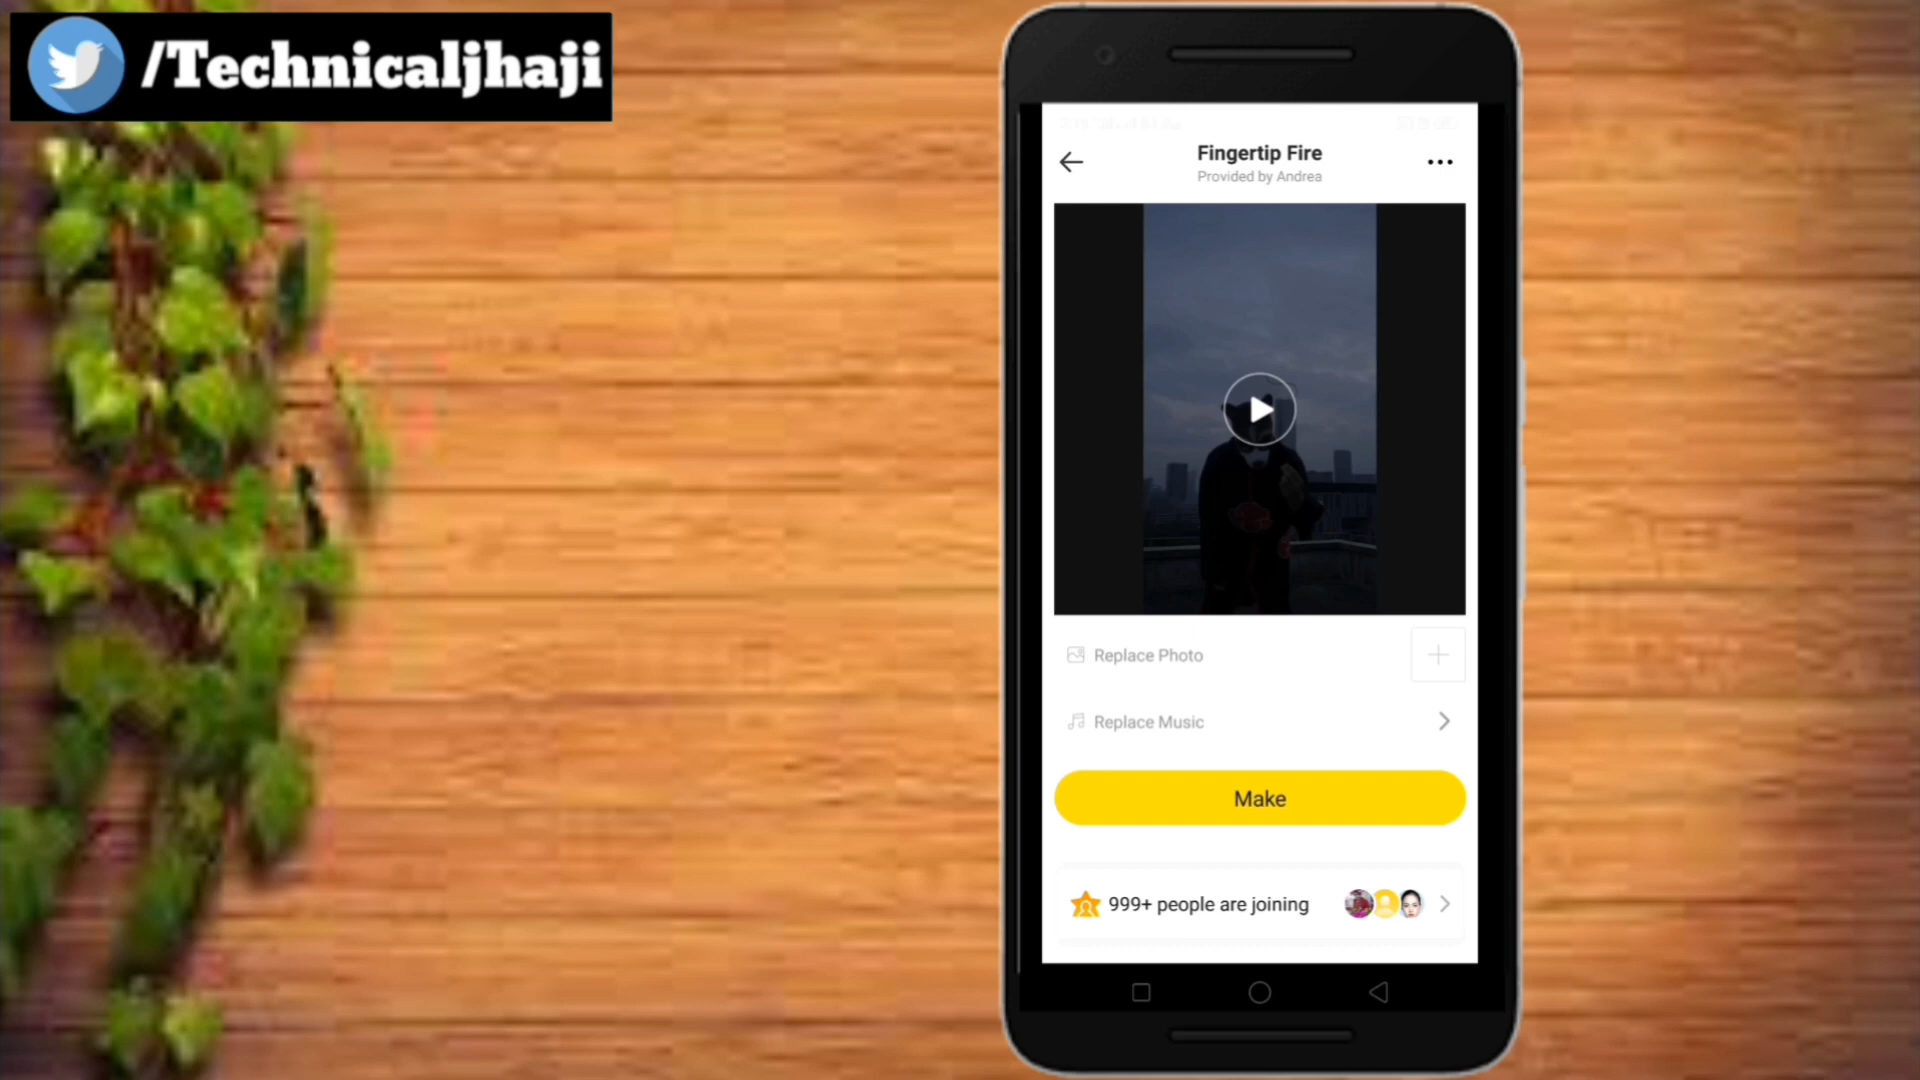 /Technicaljhaji
Fingertip Fire
Provided by Andrea
Replace Photo
Replace Music
Make
999+ people are joining